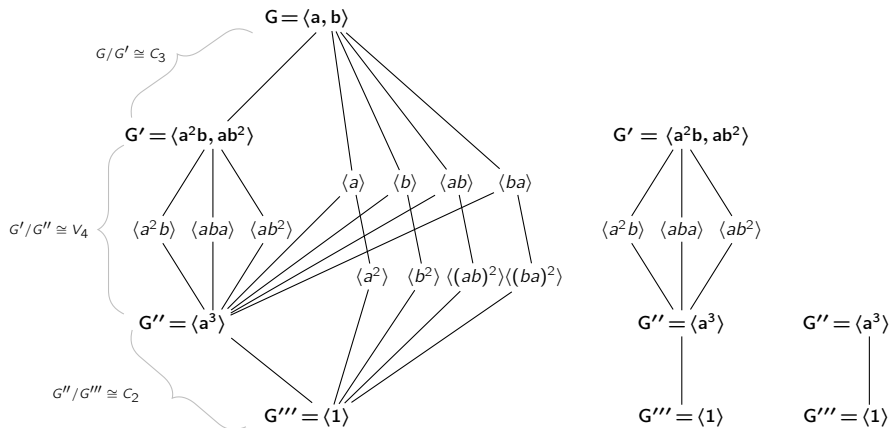 G = ⟨a, b⟩
G/G′ ≅ C₃
G′ = ⟨a²b, ab²⟩ G′ = ⟨a²b, ab²⟩
⟨a⟩ ⟨b⟩ ⟨ab⟩ ⟨ba⟩
G′/G″ ≅ V₄ ⟨a²b⟩ ⟨aba⟩ ⟨ab²⟩ ⟨a²b⟩ ⟨aba⟩ ⟨ab²⟩
⟨a²⟩ ⟨b²⟩ ⟨(ab)²⟩ ⟨(ba)²⟩
G″ = ⟨a³⟩ G″ = ⟨a³⟩ G″ = ⟨a³⟩
G″/G‴ ≅ C₂
G‴ = ⟨1⟩ G‴ = ⟨1⟩ G‴ = ⟨1⟩